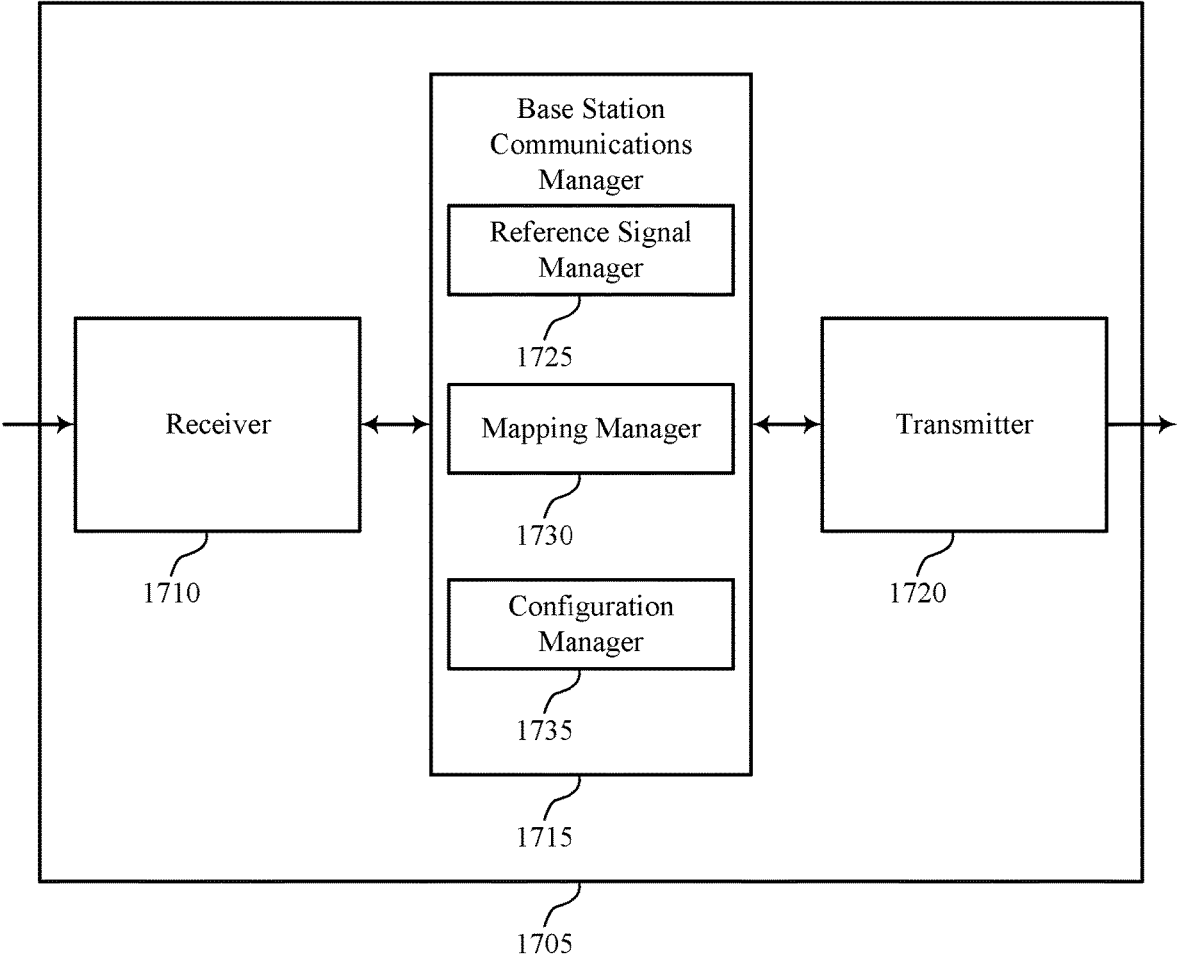 Base Station
Communications
Manager
Reference Signal
Manager
1725
Receiver
Mapping Manager
Transmitter
1730
1710
1720
Configuration
Manager
1735
1715
1705